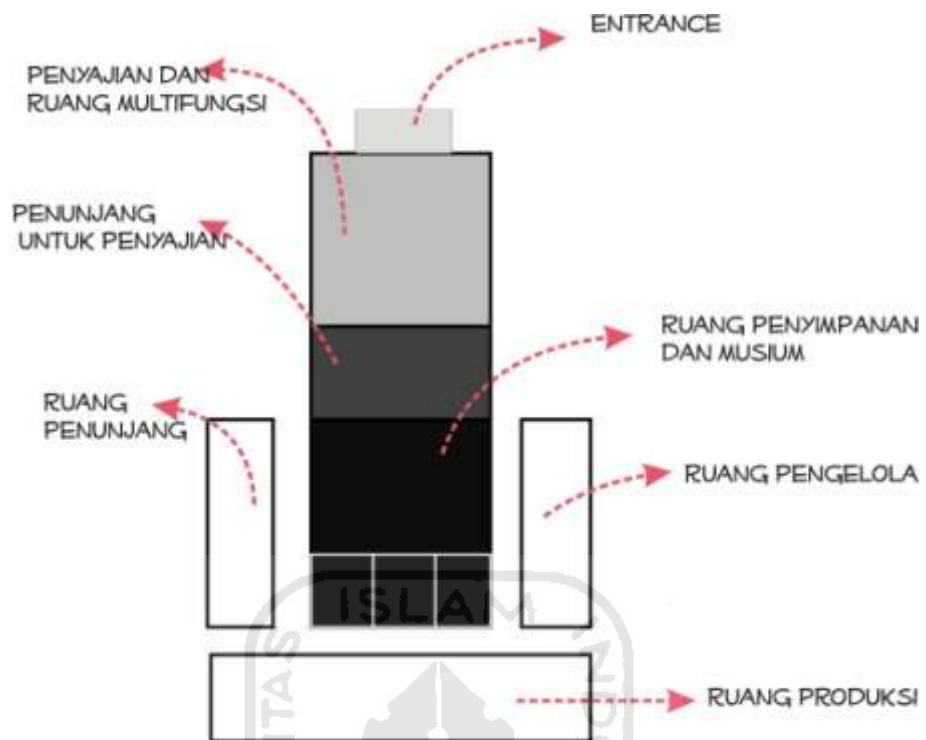 ENTRANCE
PENYAJIAN DAN
RUANG MULTIFUNGSI
PENUNJANG
UNTUK PENYAJIAN
RUANG PENYIMPANAN
DAN MUSIUM
RUANG
PENUNJANG
RUANG PENGELOLA
ISLAM
RUANG PRODUKSI